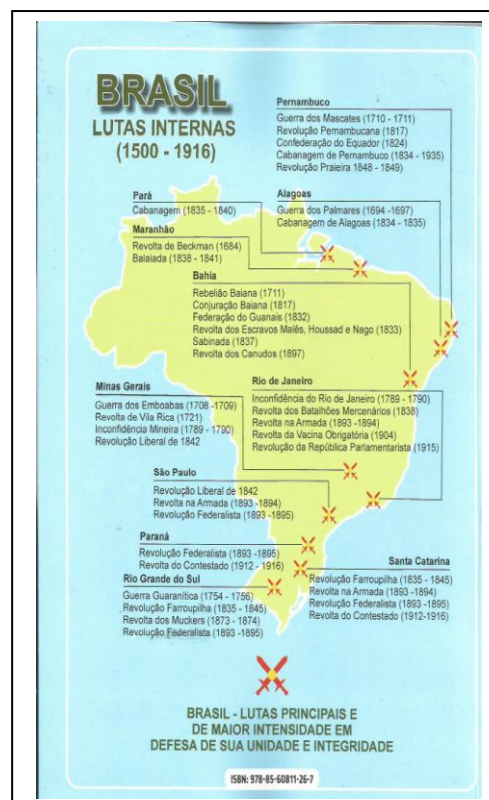 BRASIL
LUTAS INTERNAS
(1500 - 1916)
Pernambuco
Guerra dos Mascates (1710 - 1711)
Revolução Pernambucana (1817)
Confederação do Equador (1824)
Cabanagem de Pernambuco (1834 - 1935)
Revolução Praieira 1848 - 1849)
Pará
Cabanagem (1835 - 1840)
Alagoas
Guerra dos Palmares (1694 -1697)
Cabanagem de Alagoas (1834 - 1835)
Maranhão
Revolta de Beckman (1684)
Balaiada (1838 - 1841)
Bahia
Rebelião Baiana (1711)
Conjuração Baiana (1817)
Federação do Guanais (1832)
Revolta dos Escravos Malês, Houssad e Nago (1833)
Sabinada (1837)
Revolta dos Canudos (1897)
Minas Gerais
Guerra dos Emboabas (1708 -1709)
Revolta de Vila Rica (1721)
Inconfidência Mineira (1789 - 1790)
Revolução Liberal de 1842
Rio de Janeiro
Inconfidência do Rio de Janeiro (1789 - 1790)
Revolta dos Batalhões Mercenários (1838)
Revolta na Armada (1893 -1894)
Revolta da Vacina Obrigatória (1904)
Revolução da República Parlamentarista (1915)
São Paulo
Revolução Liberal de 1842
Revolta na Armada (1893 -1894)
Revolução Federalista (1893 -1895)
Paraná
Revolução Federalista (1893 -1895)
Revolta do Contestado (1912 - 1916)
Santa Catarina
Revolução Farroupilha (1835 - 1845)
Revolta na Armada (1893 -1894)
Revolução Federalista (1893 -1895)
Revolta do Contestado (1912-1916)
Rio Grande do Sul
Guerra Guaranítica (1754 - 1756)
Revolução Farroupilha (1835 - 1845)
Revolta dos Muckers (1873 - 1874)
Revolução Federalista (1893 -1895)
BRASIL - LUTAS PRINCIPAIS E
DE MAIOR INTENSIDADE EM
DEFESA DE SUA UNIDADE E INTEGRIDADE
ISBN: 978-85-60811-26-7